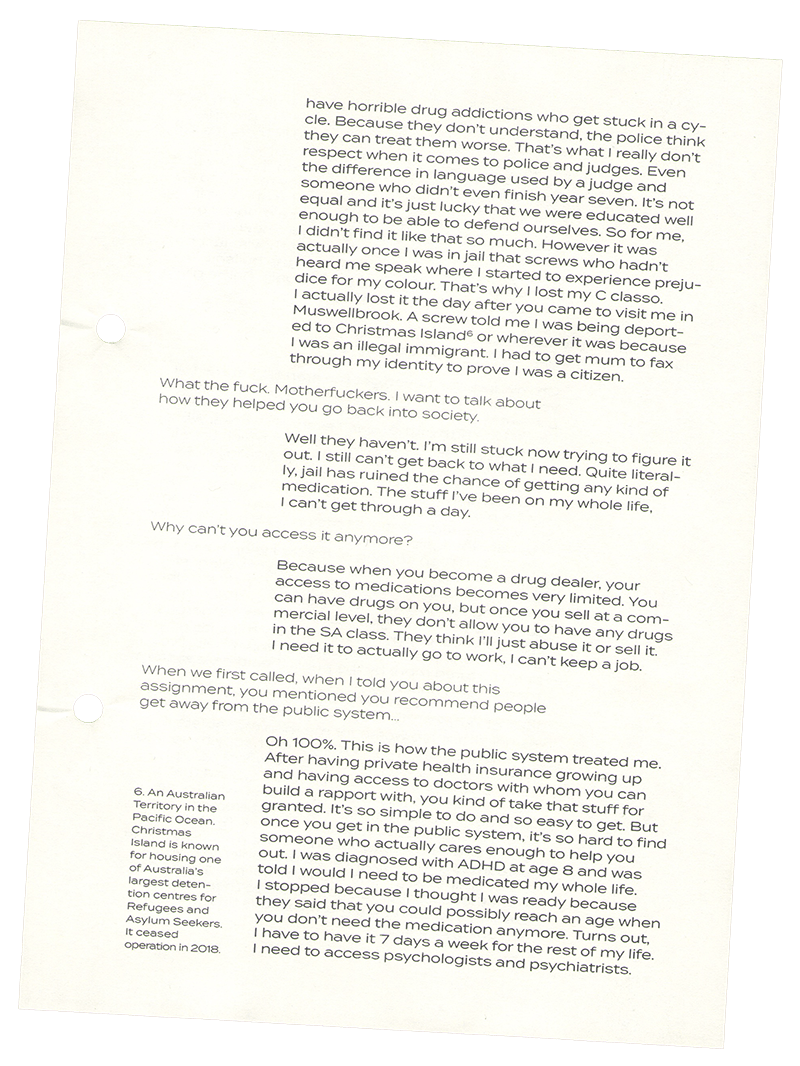 have horrible drug addictions who get stuck in a cy-
cle. Because they don't understand, the police think
they can treat them worse. That's what I really don't
respect when it comes to police and judges. Even
the difference in language used by a judge and
someone who didn't even finish year seven. It's not
equal and it's just lucky that we were educated well
enough to be able to defend ourselves. So for me,
I didn't find it like that so much. However it was
actually once I was in jail that screws who hadn't
heard me speak where I started to experience preju-
dice for my colour. That's why I lost my C classo.
I actually lost it the day after you came to visit me in
Muswellbrook. A screw told me I was being deport-
ed to Christmas Island⁶ or wherever it was because
I was an illegal immigrant. I had to get mum to fax
through my identity to prove I was a citizen.
What the fuck. Motherfuckers. I want to talk about
how they helped you go back into society.
Well they haven't. I'm still stuck now trying to figure it
out. I still can't get back to what I need. Quite literal-
ly, jail has ruined the chance of getting any kind of
medication. The stuff I've been on my whole life,
I can't get through a day.
Why can't you access it anymore?
Because when you become a drug dealer, your
access to medications becomes very limited. You
can have drugs on you, but once you sell at a com-
mercial level, they don't allow you to have any drugs
in the SA class. They think I'll just abuse it or sell it.
I need it to actually go to work, I can't keep a job.
When we first called, when I told you about this
assignment, you mentioned you recommend people
get away from the public system...
Oh 100%. This is how the public system treated me.
After having private health insurance growing up
and having access to doctors with whom you can
build a rapport with, you kind of take that stuff for
granted. It's so simple to do and so easy to get. But
once you get in the public system, it's so hard to find
someone who actually cares enough to help you
out. I was diagnosed with ADHD at age 8 and was
told I would I need to be medicated my whole life.
I stopped because I thought I was ready because
they said that you could possibly reach an age when
you don't need the medication anymore. Turns out,
I have to have it 7 days a week for the rest of my life.
I need to access psychologists and psychiatrists.
6. An Australian
Territory in the
Pacific Ocean.
Christmas
Island is known
for housing one
of Australia's
largest deten-
tion centres for
Refugees and
Asylum Seekers.
It ceased
operation in 2018.